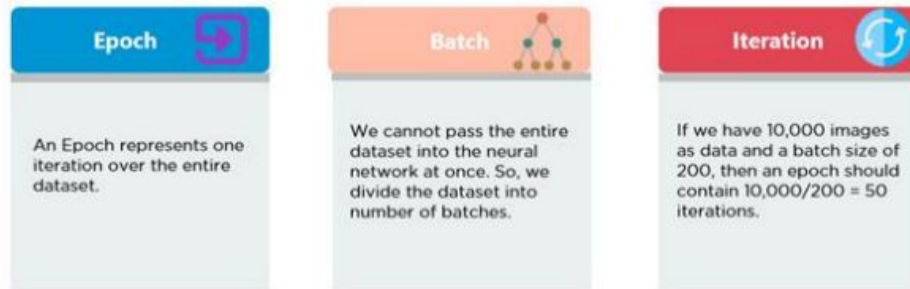 Epoch
An Epoch represents one
iteration over the entire
dataset.
Batch
We cannot pass the entire
dataset into the neural
network at once. So, we
divide the dataset into
number of batches.
Iteration
If we have 10,000 images
as data and a batch size of
200, then an epoch should
contain 10,000/200 = 50
iterations.